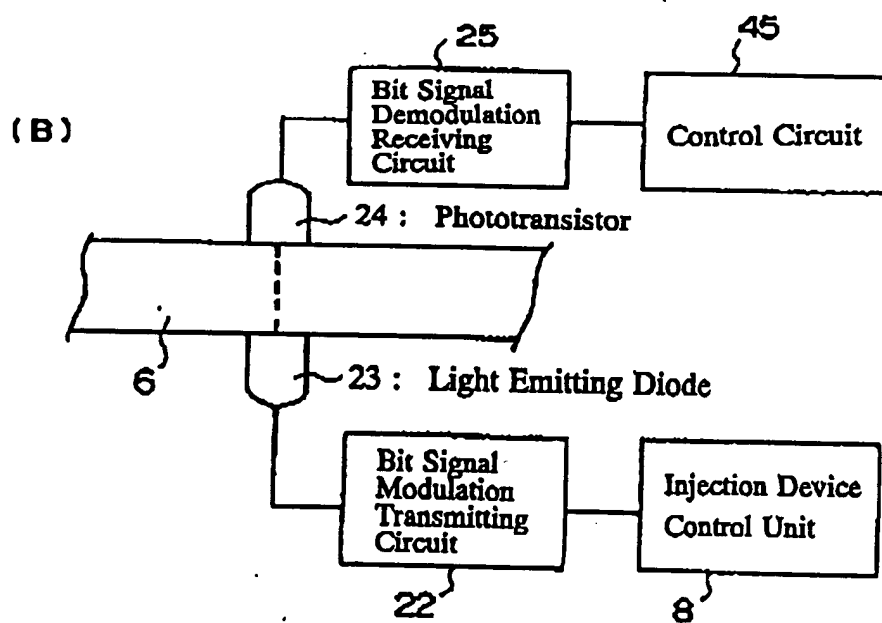 25
45
(B)
Bit Signal
Demodulation
Receiving
Circuit
Control Circuit
24 : Phototransistor
6
23 : Light Emitting Diode
Bit Signal
Modulation
Transmitting
Circuit
Injection Device
Control Unit
22
8